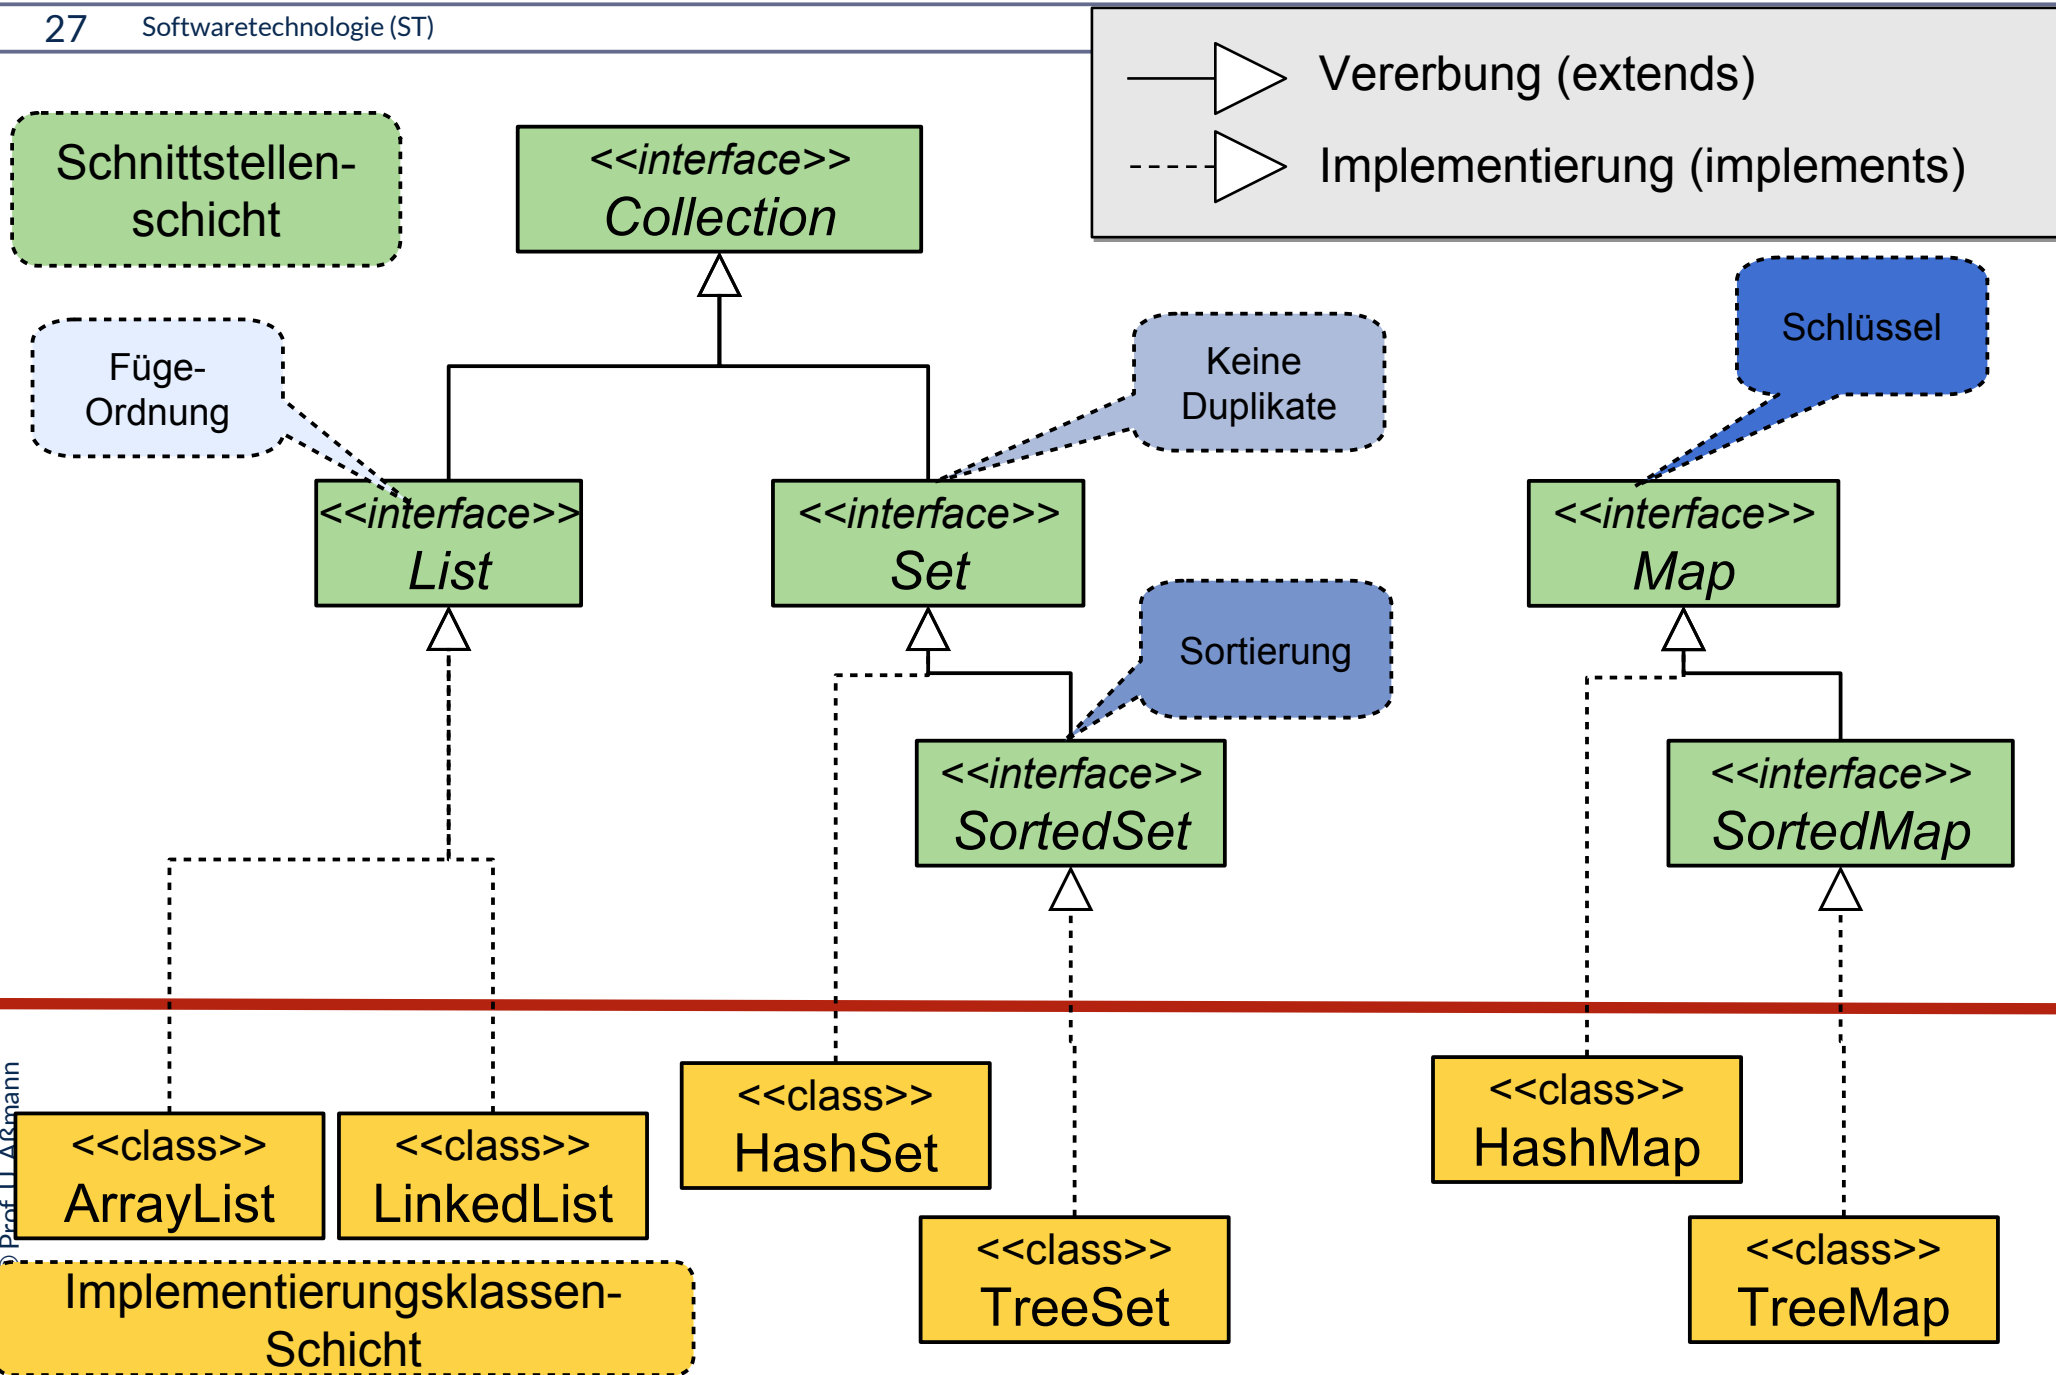 27 Softwaretechnologie (ST)
Vererbung (extends)
Implementierung (implements)
Schnittstellen-
schicht
<<interface>>
Collection
Füge-
Ordnung
Keine
Duplikate
Schlüssel
<<interface>>
List
<<interface>>
Set
<<interface>>
Map
Sortierung
<<interface>>
SortedSet
<<interface>>
SortedMap
<<class>>
ArrayList
<<class>>
LinkedList
<<class>>
HashSet
<<class>>
HashMap
<<class>>
TreeSet
<<class>>
TreeMap
Implementierungsklassen-
Schicht
© Prof. U. Aßmann